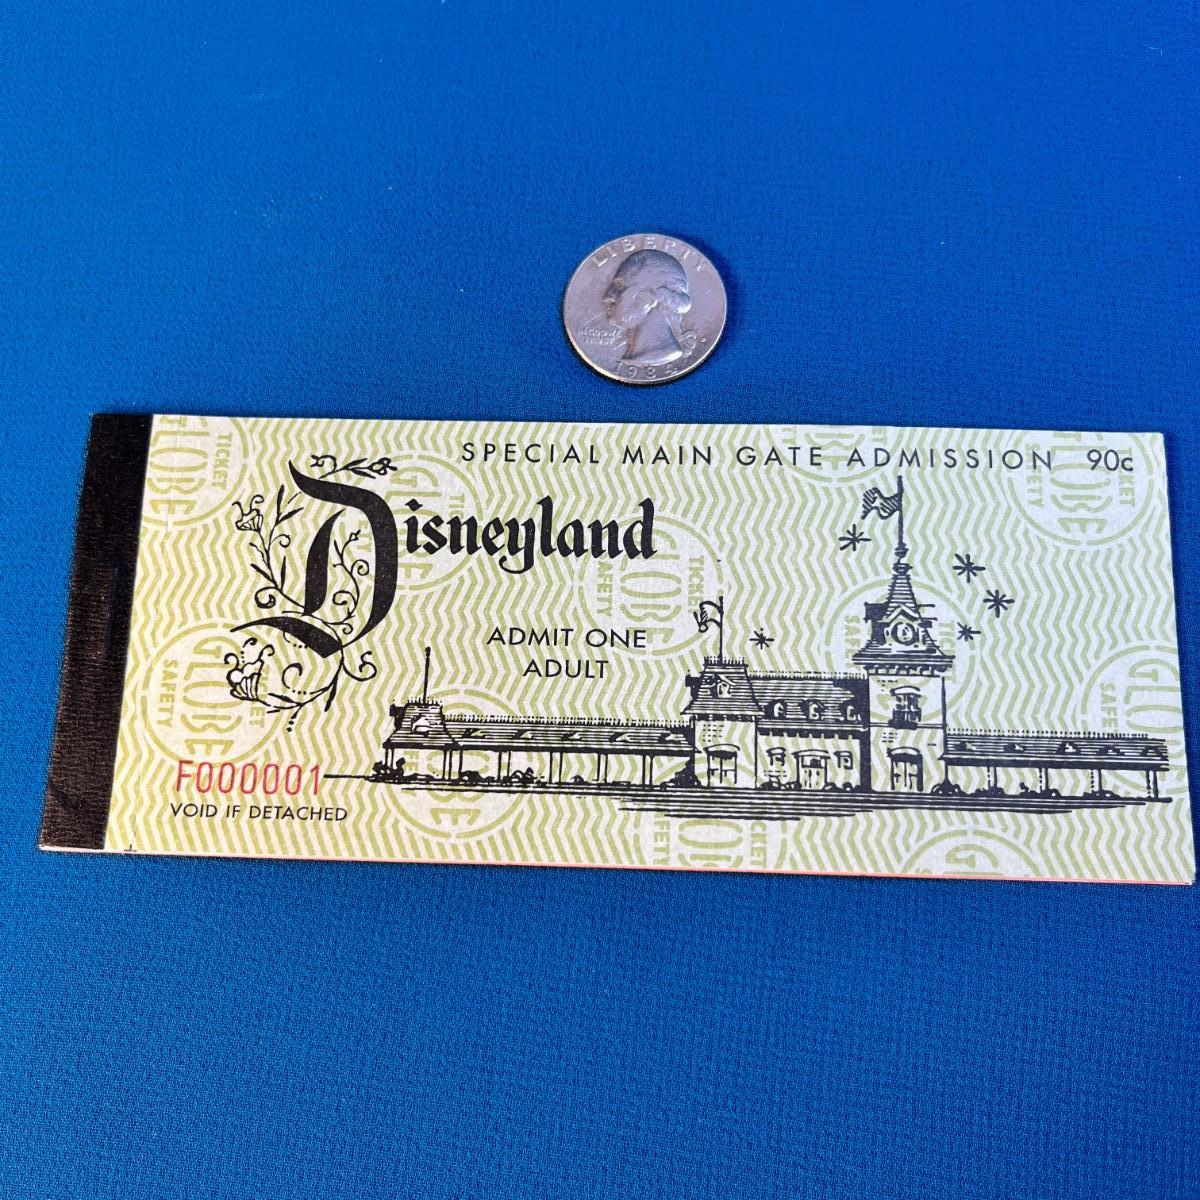 LIBERTY
IN GOD WE
TRUST
SPECIAL MAIN GATE ADMISSION 90c
Disneyland
ADMIT ONE
ADULT
F000001
VOID IF DETACHED
GLOBE
SAFETY
TICKET